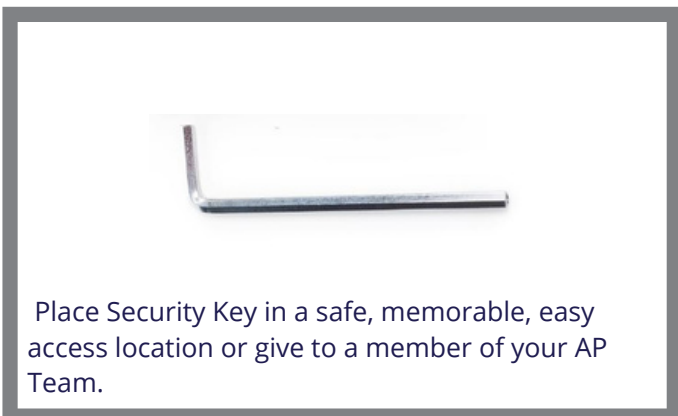 Place Security Key in a safe, memorable, easy
access location or give to a member of your AP
Team.